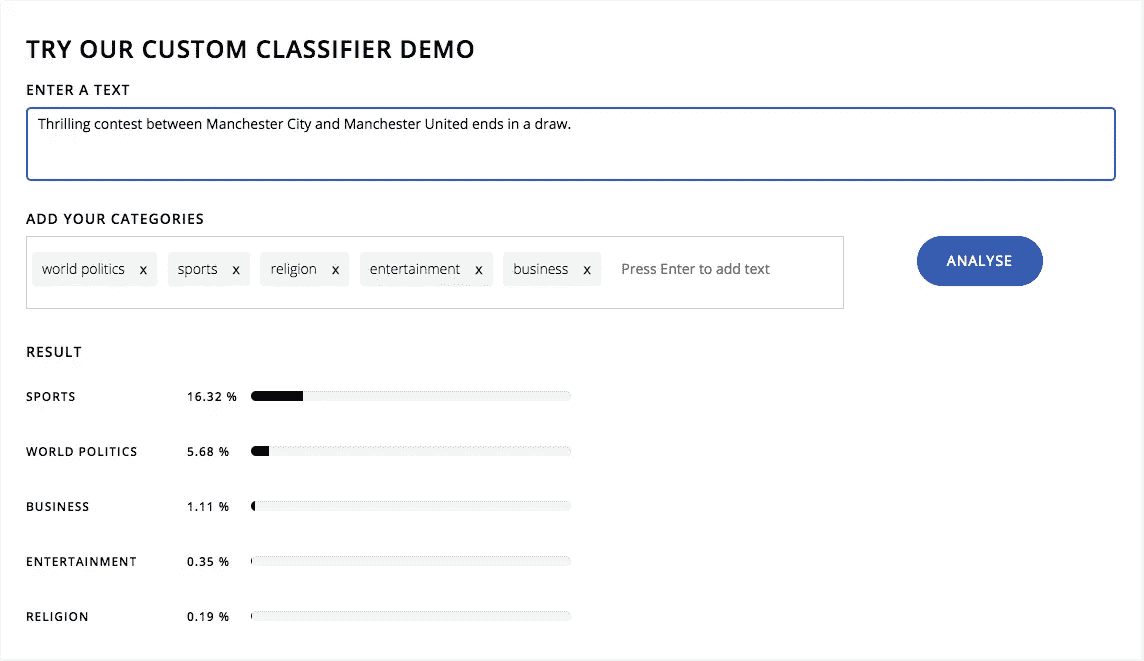 TRY OUR CUSTOM CLASSIFIER DEMO
ENTER A TEXT
Thrilling contest between Manchester City and Manchester United ends in a draw.
ADD YOUR CATEGORIES
world politics x sports x religion x entertainment x business x Press Enter to add text
ANALYSE
RESULT
SPORTS 16.32 %
WORLD POLITICS 5.68 %
BUSINESS 1.11 %
ENTERTAINMENT 0.35 %
RELIGION 0.19 %